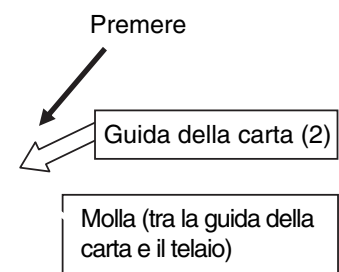 Premere
Guida della carta (2)
Molla (tra la guida della
carta e il telaio)